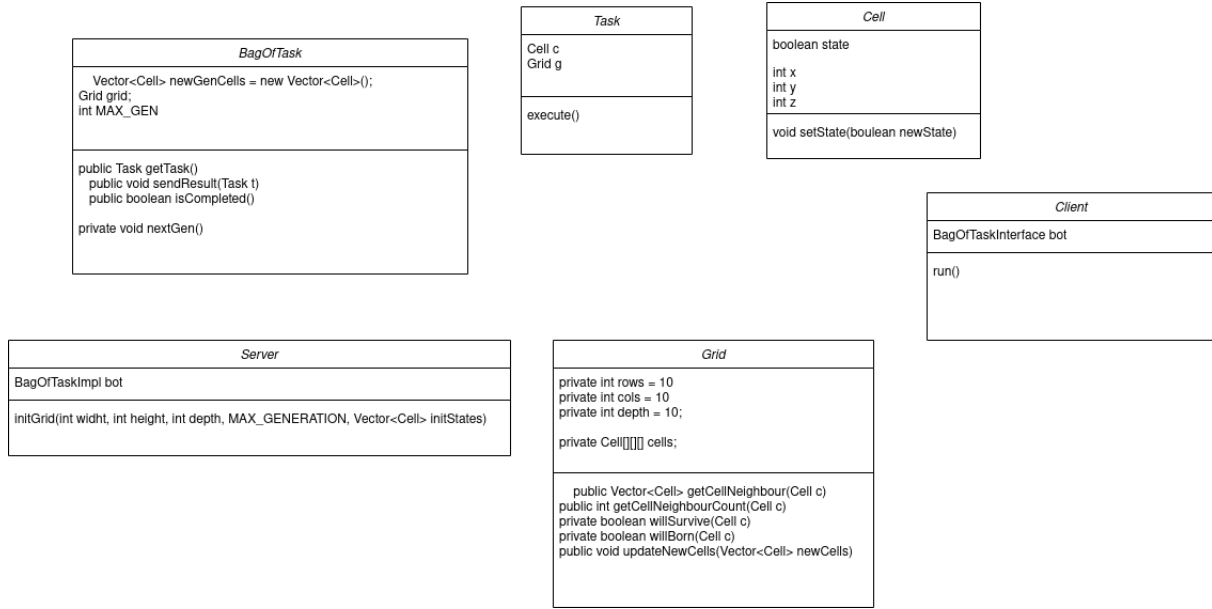 BagOfTask
Vector<Cell> newGenCells = new Vector<Cell>();
Grid grid;
int MAX_GEN
public Task getTask()
public void sendResult(Task t)
public boolean isCompleted()
private void nextGen()
Task
Cell c
Grid g
execute()
Cell
boolean state
int x
int y
int z
void setState(boulean newState)
Client
BagOfTaskInterface bot
run()
Server
BagOfTaskImpl bot
initGrid(int widht, int height, int depth, MAX_GENERATION, Vector<Cell> initStates)
Grid
private int rows = 10
private int cols = 10
private int depth = 10;
private Cell[][][] cells;
public Vector<Cell> getCellNeighbour(Cell c)
public int getCellNeighbourCount(Cell c)
private boolean willSurvive(Cell c)
private boolean willBorn(Cell c)
public void updateNewCells(Vector<Cell> newCells)